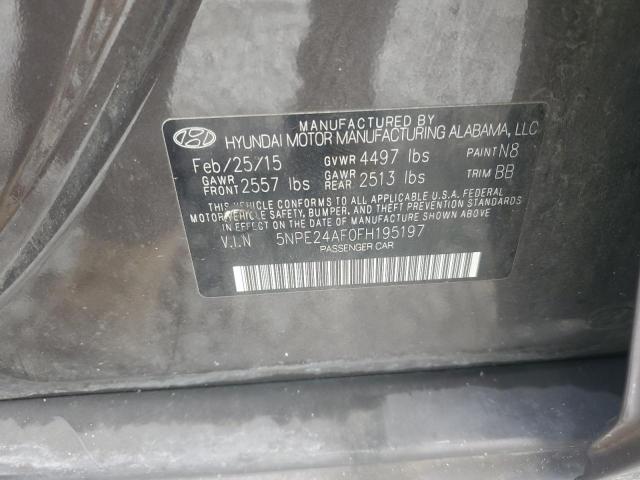 MANUFACTURED BY
HYUNDAI MOTOR MANUFACTURING ALABAMA, LLC
Feb/25/15 GVWR 4497 lbs PAINT N8
GAWR FRONT 2557 lbs GAWR REAR 2513 lbs TRIM BB
THIS VEHICLE CONFORMS TO ALL APPLICABLE U.S.A. FEDERAL
MOTOR VEHICLE SAFETY, BUMPER, AND THEFT PREVENTION STANDARDS
IN EFFECT ON THE DATE OF MANUFACTURE SHOWN ABOVE.
V.I.N 5NPE24AF0FH195197
PASSENGER CAR